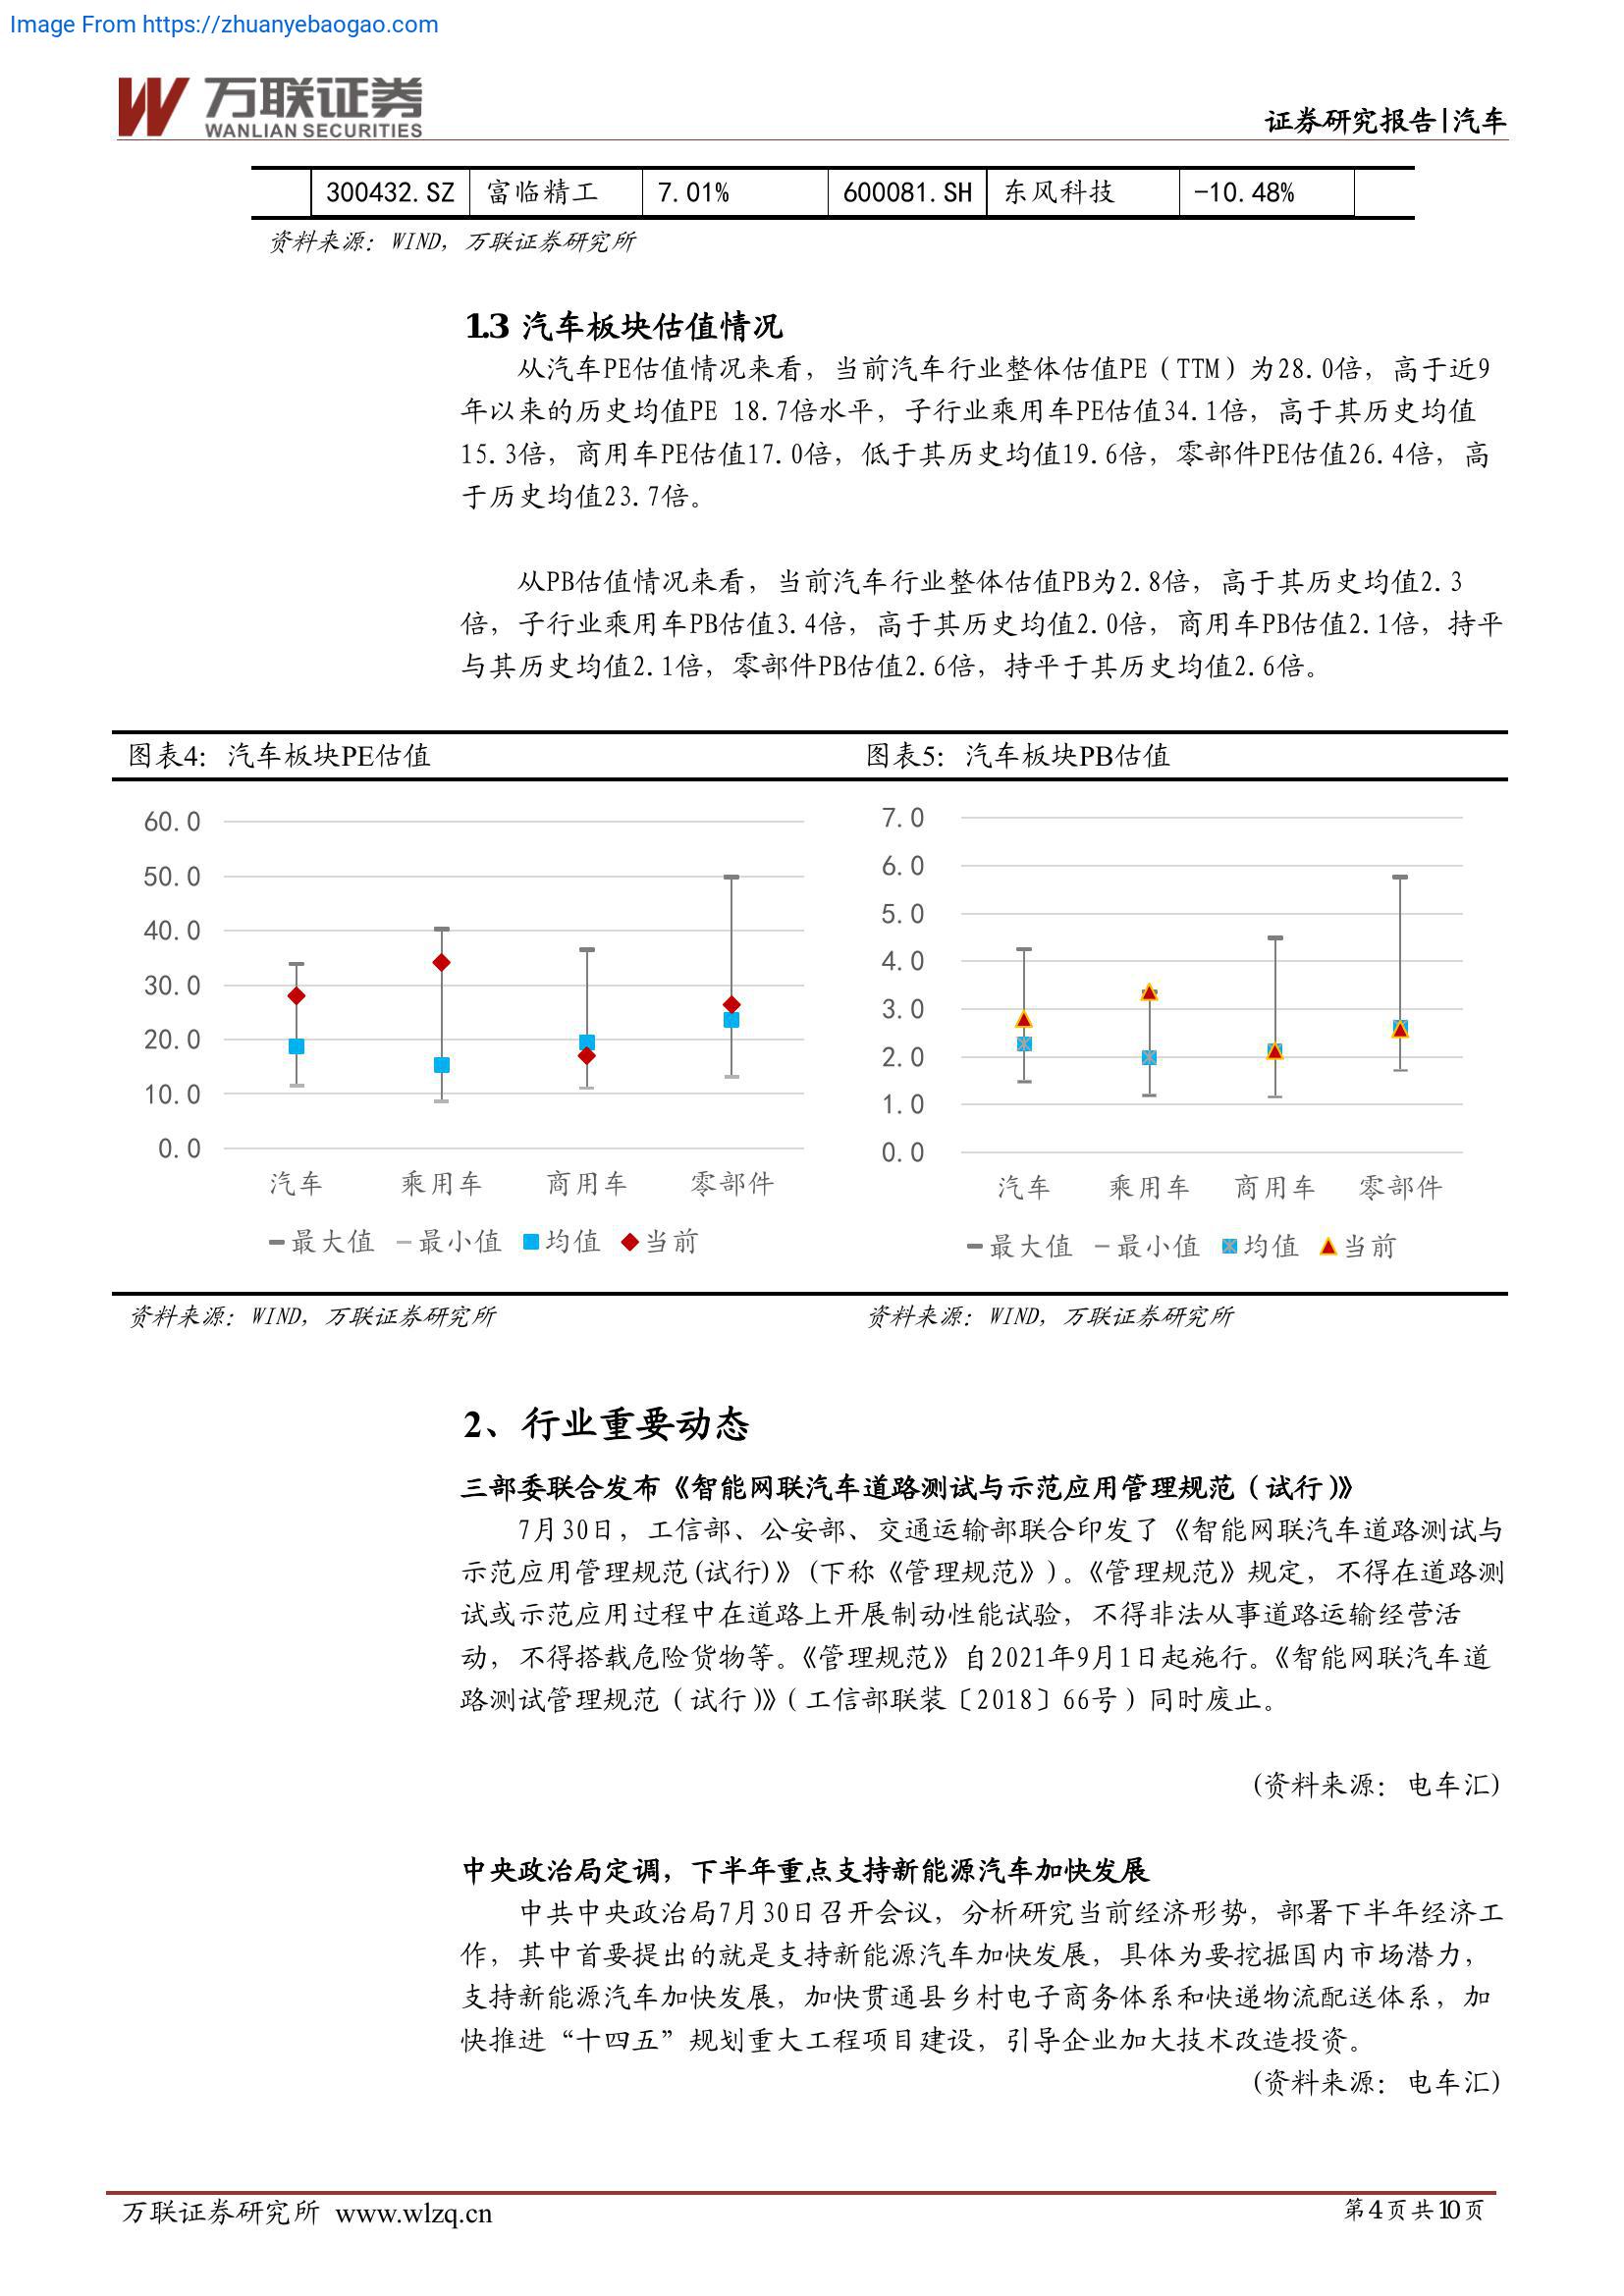 Image From https://zhuanyebaogao.com
万联证券
WANLIAN SECURITIES
证券研究报告|汽车
300432.SZ 富临精工 7.01% 600081.SH 东风科技 -10.48%
资料来源：WIND，万联证券研究所
1.3 汽车板块估值情况
从汽车PE估值情况来看，当前汽车行业整体估值PE（TTM）为28.0倍，高于近9
年以来的历史均值PE 18.7倍水平，子行业乘用车PE估值34.1倍，高于其历史均值
15.3倍，商用车PE估值17.0倍，低于其历史均值19.6倍，零部件PE估值26.4倍，高
于历史均值23.7倍。
从PB估值情况来看，当前汽车行业整体估值PB为2.8倍，高于其历史均值2.3
倍，子行业乘用车PB估值3.4倍，高于其历史均值2.0倍，商用车PB估值2.1倍，持平
与其历史均值2.1倍，零部件PB估值2.6倍，持平于其历史均值2.6倍。
图表4：汽车板块PE估值
60.0
50.0
40.0
30.0
20.0
10.0
0.0
汽车 乘用车 商用车 零部件
最大值 最小值 均值 当前
资料来源：WIND，万联证券研究所
图表5：汽车板块PB估值
7.0
6.0
5.0
4.0
3.0
2.0
1.0
0.0
汽车 乘用车 商用车 零部件
最大值 最小值 均值 当前
资料来源：WIND，万联证券研究所
2、行业重要动态
三部委联合发布《智能网联汽车道路测试与示范应用管理规范（试行）》
7月30日，工信部、公安部、交通运输部联合印发了《智能网联汽车道路测试与
示范应用管理规范(试行)》(下称《管理规范》)。《管理规范》规定，不得在道路测
试或示范应用过程中在道路上开展制动性能试验，不得非法从事道路运输经营活
动，不得搭载危险货物等。《管理规范》自2021年9月1日起施行。《智能网联汽车道
路测试管理规范（试行）》（工信部联装〔2018〕66号）同时废止。
(资料来源：电车汇)
中央政治局定调，下半年重点支持新能源汽车加快发展
中共中央政治局7月30日召开会议，分析研究当前经济形势，部署下半年经济工
作，其中首要提出的就是支持新能源汽车加快发展，具体为要挖掘国内市场潜力，
支持新能源汽车加快发展，加快贯通县乡村电子商务体系和快递物流配送体系，加
快推进“十四五”规划重大工程项目建设，引导企业加大技术改造投资。
(资料来源：电车汇)
万联证券研究所 www.wlzq.cn
第4页共10页